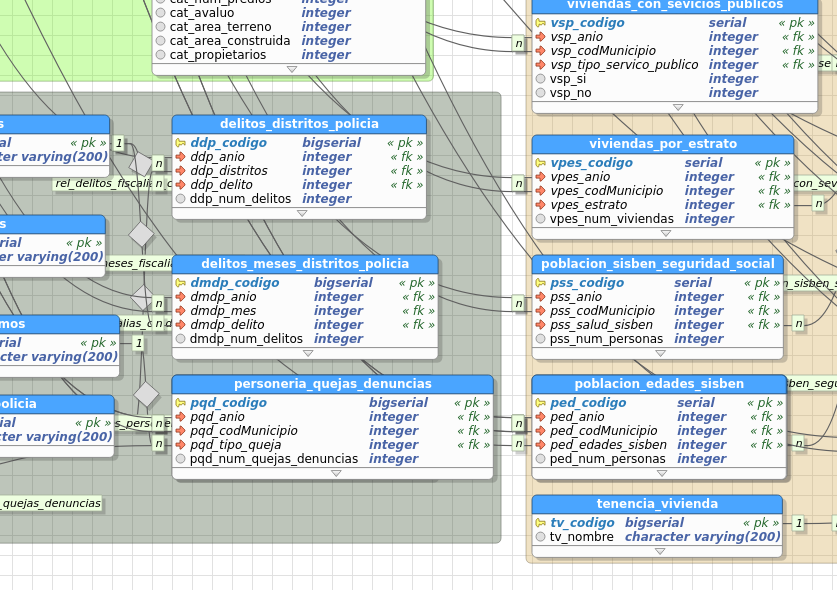 cat_num_predios integer
cat_avaluo integer
cat_area_terreno integer
cat_area_construida integer
cat_propietarios integer
viviendas_con_sevicios_publicos
vsp_codigo serial « pk »
vsp_anio integer « fk »
vsp_codMunicipio integer « fk »
vsp_tipo_servico_publico integer « fk »
vsp_si integer
vsp_no integer
n
se
s
ial « pk »
cter varying(200)
1
n
rel_delitos_fiscali
n
delitos_distritos_policia
ddp_codigo bigserial « pk »
ddp_anio integer « fk »
ddp_distritos integer « fk »
ddp_delito integer « fk »
ddp_num_delitos integer
n
viviendas_por_estrato
vpes_codigo serial « pk »
vpes_anio integer « fk »
vpes_codMunicipio integer « fk »
vpes_estrato integer « fk »
vpes_num_viviendas integer
con_sev
n
s
rial « pk »
cter varying(200)
meses_fiscalia
n
alias_
n
delitos_meses_distritos_policia
dmdp_codigo bigserial « pk »
dmdp_anio integer « fk »
dmdp_mes integer « fk »
dmdp_delito integer « fk »
dmdp_num_delitos integer
n
poblacion_sisben_seguridad_social
pss_codigo serial « pk »
pss_anio integer « fk »
pss_codMunicipio integer « fk »
pss_salud_sisben integer « fk »
pss_num_personas integer
n_sisben_s
n
mos
erial « pk »
acter varying(200)
1
personeria_quejas_denuncias
pqd_codigo bigserial « pk »
pqd_anio integer « fk »
pqd_codMunicipio integer « fk »
pqd_tipo_queja integer « fk »
pqd_num_quejas_denuncias integer
n
n
poblacion_edades_sisben
ped_codigo serial « pk »
ped_anio integer « fk »
ped_codMunicipio integer « fk »
ped_edades_sisben integer « fk »
ped_num_personas integer
ben_segu
n
olicia
erial « pk »
cter varying(200)
s_perso
n
n
_quejas_denuncias
tenencia_vivienda
tv_codigo bigserial « pk »
tv_nombre character varying(200)
1